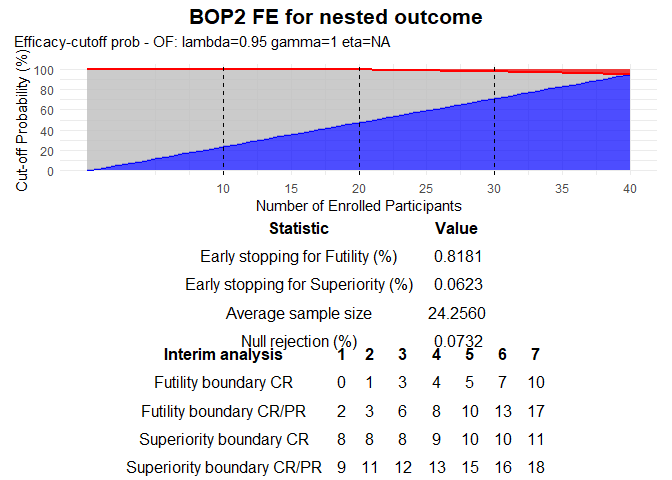 BOP2 FE for nested outcome
Efficacy-cutoff prob - OF: lambda=0.95 gamma=1 eta=NA
Cut-off Probability (%)
100
80
60
40
20
0
10 15 20 25 30 35 40
Number of Enrolled Participants
Statistic Value
Early stopping for Futility (%) 0.8181
Early stopping for Superiority (%) 0.0623
Average sample size 24.2560
Null rejection (%) 0.0732
Interim analysis 1 2 3 4 5 6 7
Futility boundary CR 0 1 3 4 5 7 10
Futility boundary CR/PR 2 3 6 8 10 13 17
Superiority boundary CR 8 8 8 9 10 10 11
Superiority boundary CR/PR 9 11 12 13 15 16 18